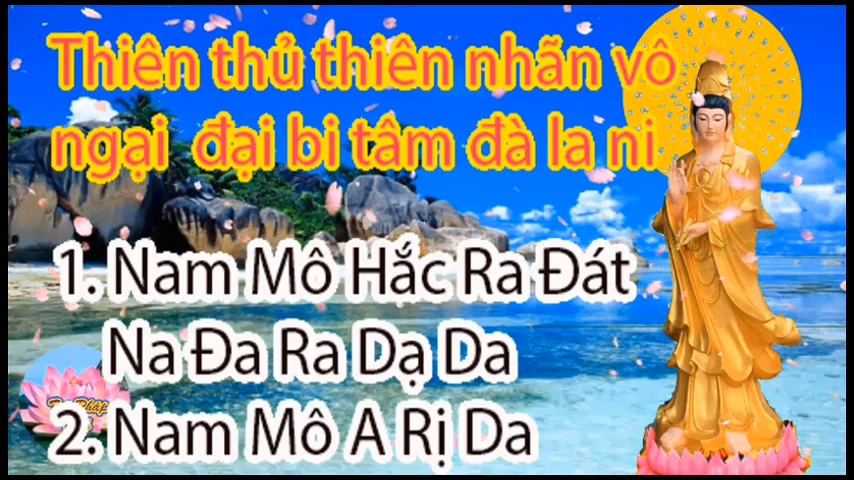 Thiên thủ thiên nhãn vô
ngại đại bi tâm đà la ni
1. Nam Mô Hắc Ra Đát
Na Đa Ra Dạ Da
2. Nam Mô A Rị Da
Pháp